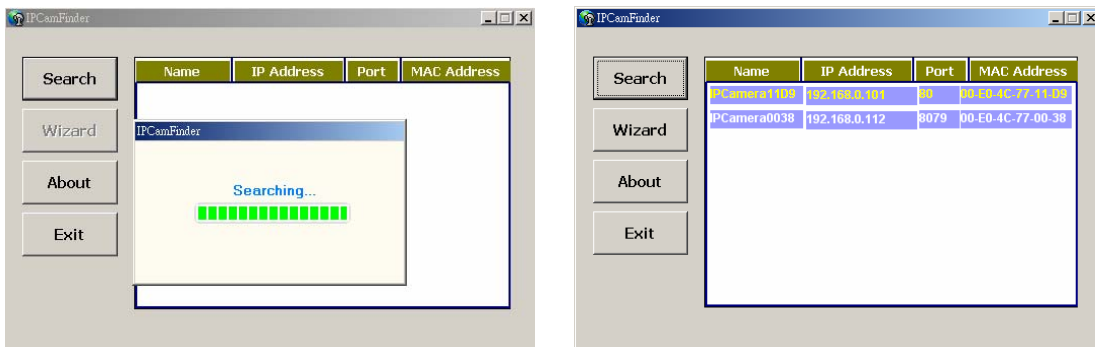 IPCamFinder
Search
Wizard
About
Exit
Name IP Address Port MAC Address
IPCamFinder
Searching...
IPCamFinder
Search
Wizard
About
Exit
Name IP Address Port MAC Address
IPCamera11D9 192.168.0.101 80 00-E0-4C-77-11-D9
IPCamera0038 192.168.0.112 8079 00-E0-4C-77-00-38